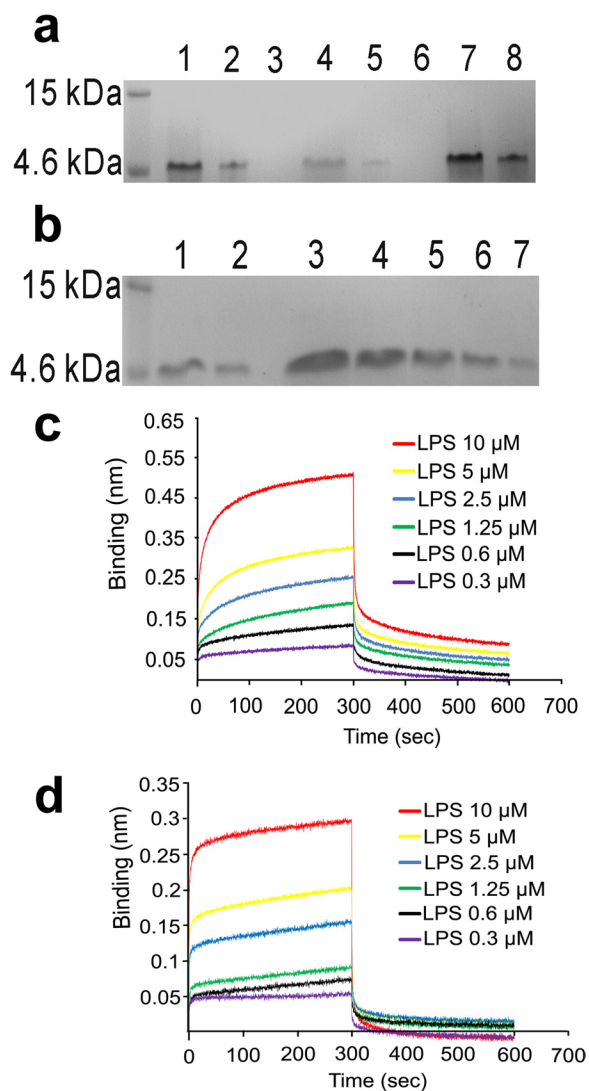 a
1 2 3 4 5 6 7 8
15 kDa
4.6 kDa
b
1 2 3 4 5 6 7
15 kDa
4.6 kDa
c
0.65
0.55
0.45
0.35
0.25
0.15
0.05
Binding (nm)
LPS 10 µM
LPS 5 µM
LPS 2.5 µM
LPS 1.25 µM
LPS 0.6 µM
LPS 0.3 µM
0 100 200 300 400 500 600 700
Time (sec)
d
0.35
0.3
0.25
0.2
0.15
0.1
0.05
Binding (nm)
LPS 10 µM
LPS 5 µM
LPS 2.5 µM
LPS 1.25 µM
LPS 0.6 µM
LPS 0.3 µM
0 100 200 300 400 500 600 700
Time (sec)